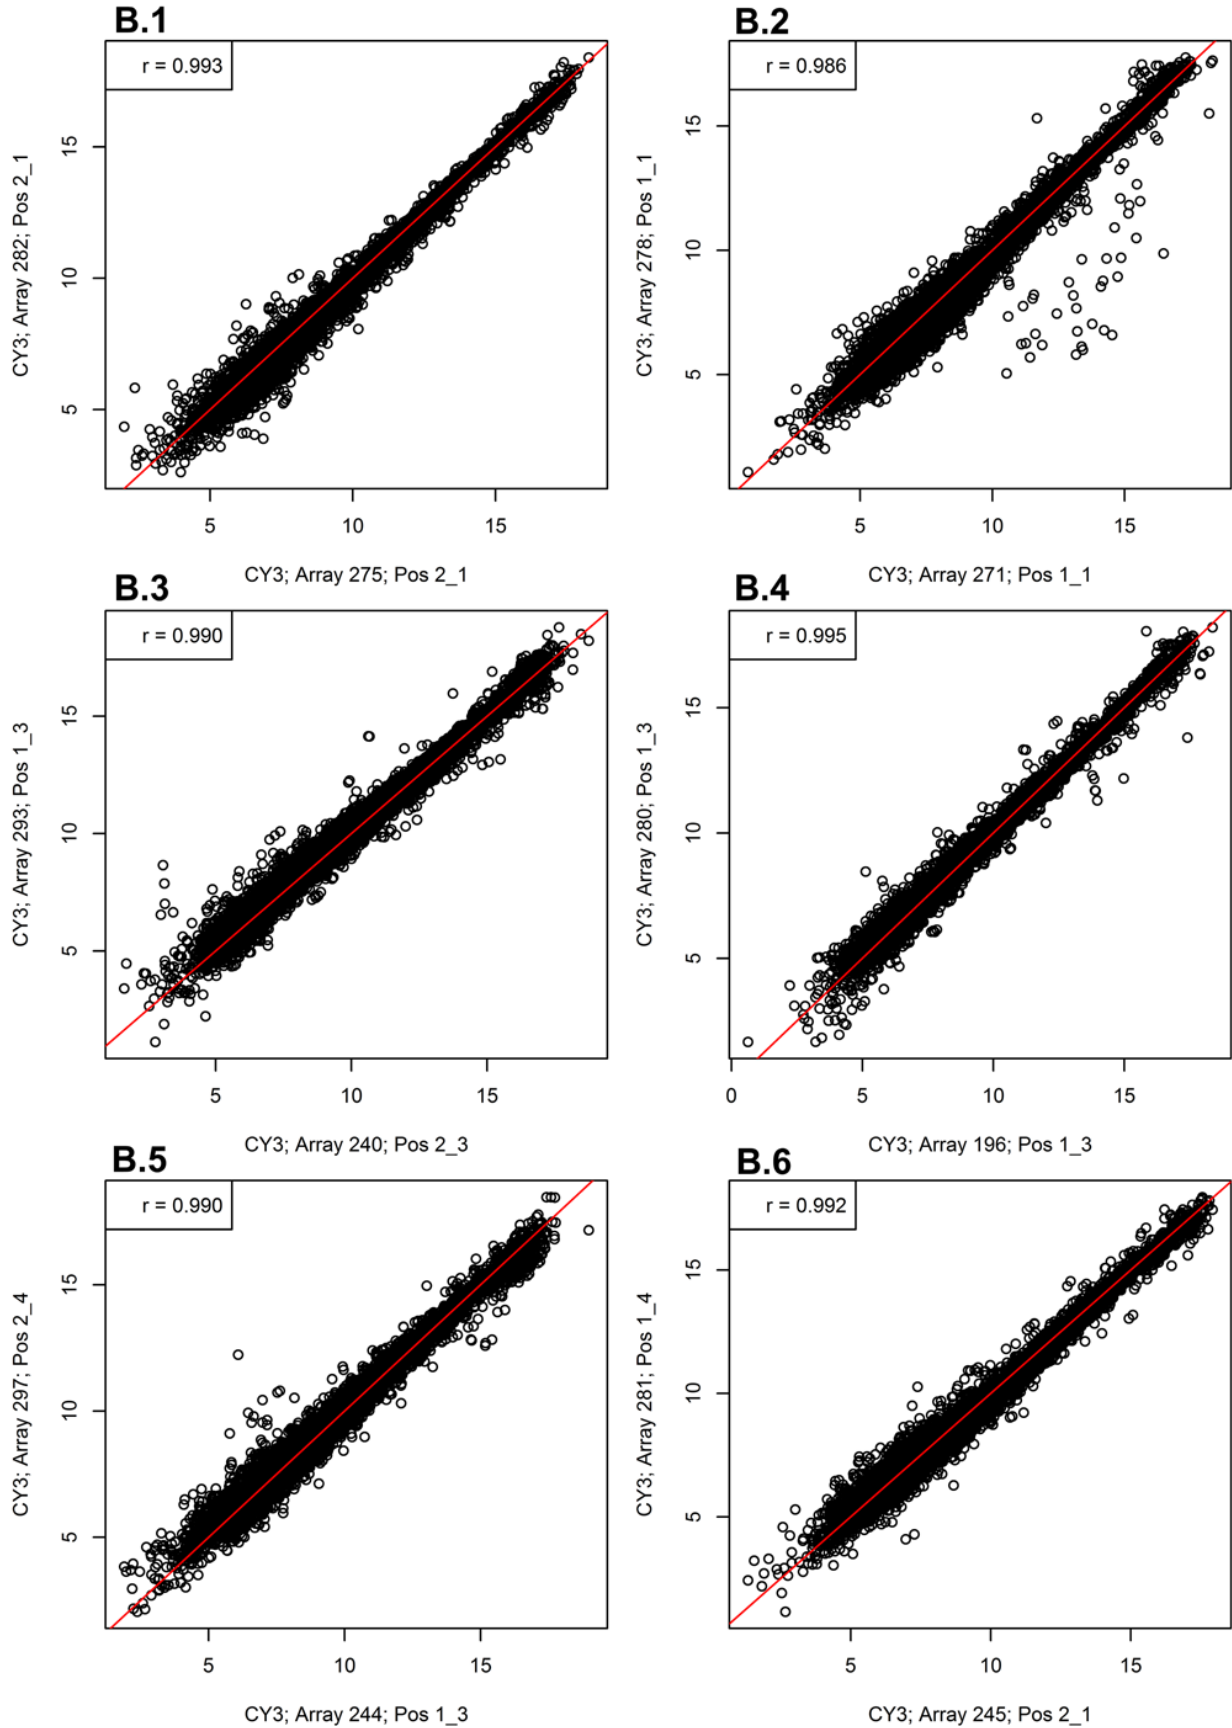 B.1
r = 0.993
CY3; Array 282; Pos 2_1
15
10
5
5 10 15
CY3; Array 275; Pos 2_1
B.2
r = 0.986
CY3; Array 278; Pos 1_1
15
10
5
5 10 15
CY3; Array 271; Pos 1_1
B.3
r = 0.990
CY3; Array 293; Pos 1_3
15
10
5
5 10 15
CY3; Array 240; Pos 2_3
B.4
r = 0.995
CY3; Array 280; Pos 1_3
15
10
5
0 5 10 15
CY3; Array 196; Pos 1_3
B.5
r = 0.990
CY3; Array 297; Pos 2_4
15
10
5
5 10 15
CY3; Array 244; Pos 1_3
B.6
r = 0.992
CY3; Array 281; Pos 1_4
15
10
5
5 10 15
CY3; Array 245; Pos 2_1